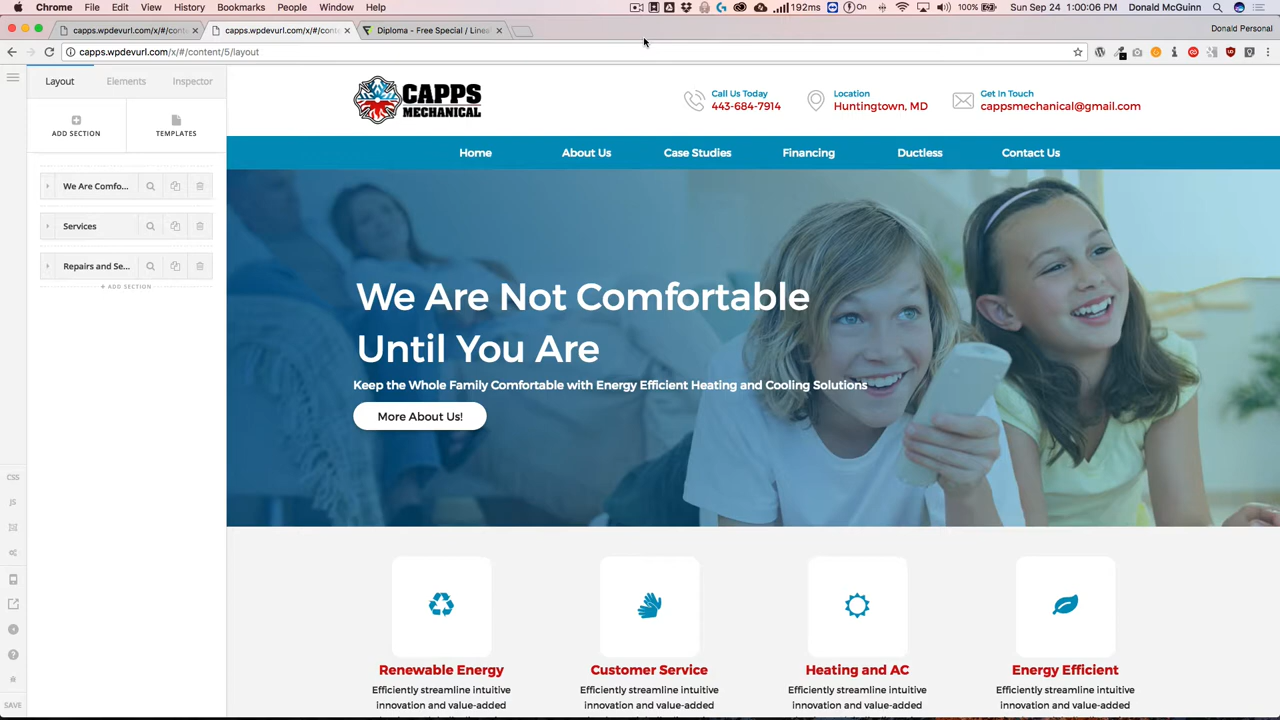 Chrome File Edit View History Bookmarks People Window Help
192ms On 100% Sun Sep 24 1:00:06 PM Donald McGuinn
capps.wpdevurl.com/x/#/con
capps.wpdevurl.com/x/#/con
Diploma - Free Special / Linea
Donald Personal
capps.wpdevurl.com/x/#/content/5/layout
Layout Elements Inspector
ADD SECTION TEMPLATES
We Are Comfo...
Services
Repairs and Se...
+ ADD SECTION
CSS
JS
SAVE
CAPPS
MECHANICAL
Call Us Today
443-684-7914
Location
Huntingtown, MD
Get In Touch
cappsmechanical@gmail.com
Home About Us Case Studies Financing Ductless Contact Us
We Are Not Comfortable
Until You Are
Keep the Whole Family Comfortable with Energy Efficient Heating and Cooling Solutions
More About Us!
Renewable Energy
Efficiently streamline intuitive
innovation and value-added
Customer Service
Efficiently streamline intuitive
innovation and value-added
Heating and AC
Efficiently streamline intuitive
innovation and value-added
Energy Efficient
Efficiently streamline intuitive
innovation and value-added